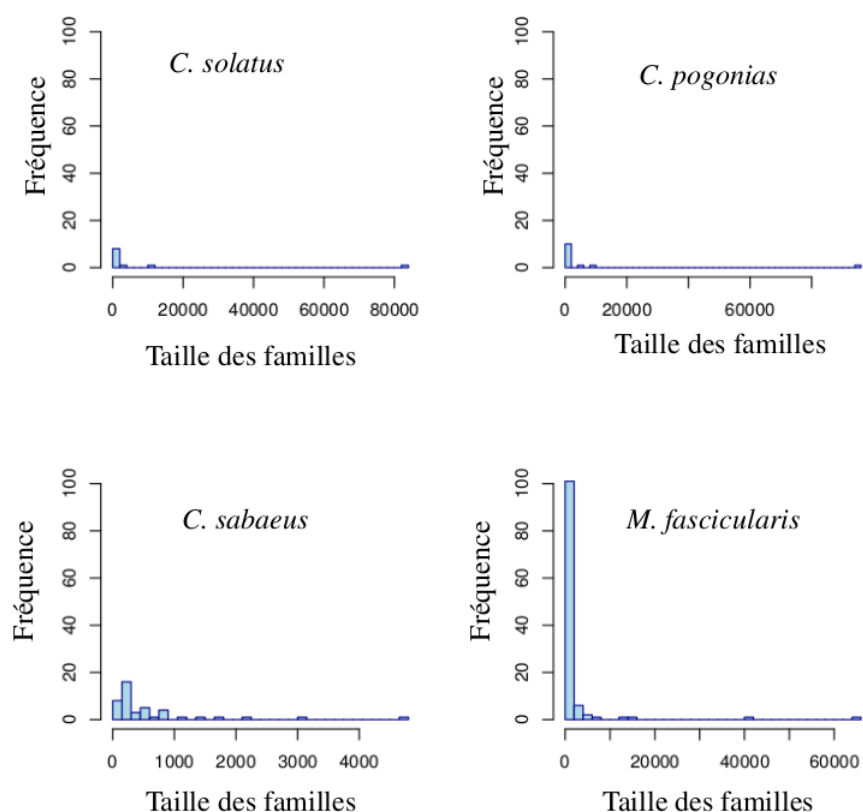 C. solatus
Fréquence
0 20 40 60 80 100
0 20000 40000 60000 80000
Taille des familles
C. pogonias
Fréquence
0 20 40 60 80 100
0 20000 60000
Taille des familles
C. sabaeus
Fréquence
0 20 40 60 80 100
0 1000 2000 3000 4000
Taille des familles
M. fascicularis
Fréquence
0 20 40 60 80 100
0 20000 40000 60000
Taille des familles